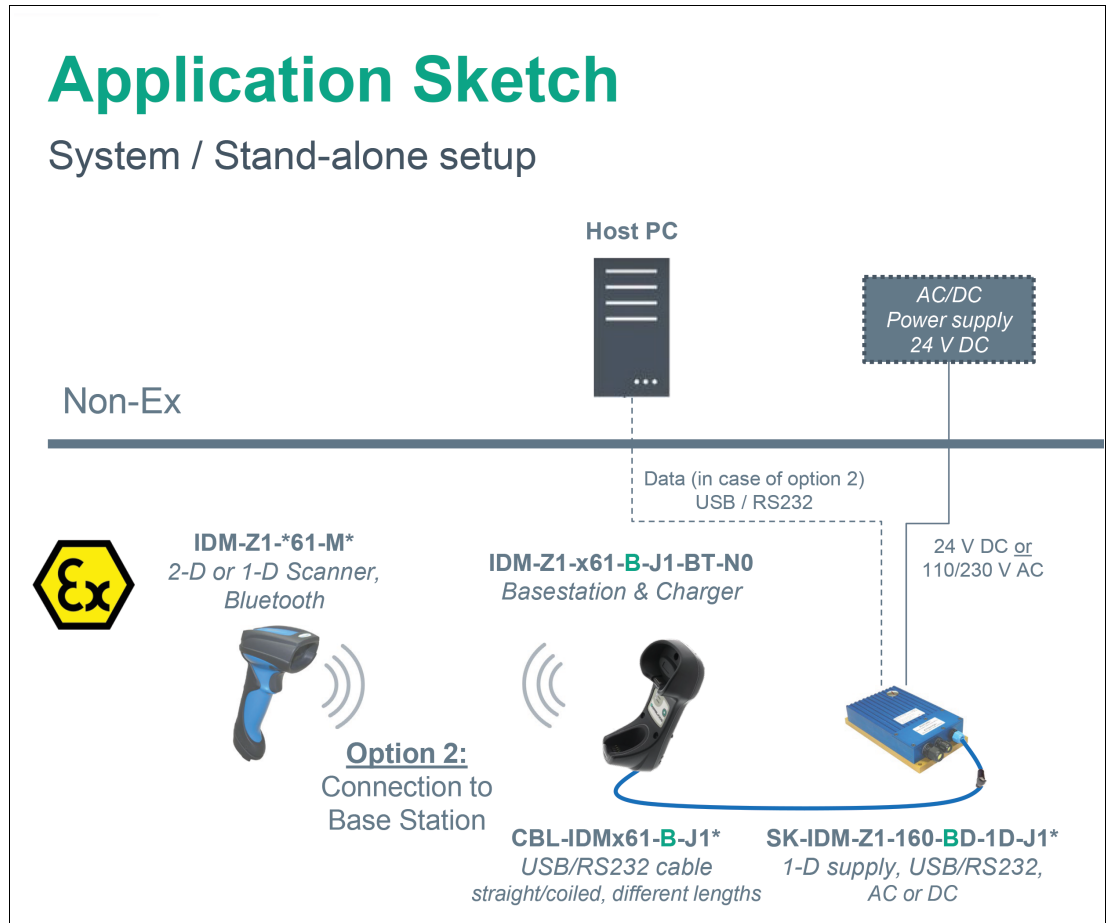 Application Sketch
System / Stand-alone setup
Host PC
AC/DC
Power supply
24 V DC
Non-Ex
Data (in case of option 2)
USB / RS232
24 V DC or
110/230 V AC
IDM-Z1-*61-M*
2-D or 1-D Scanner,
Bluetooth
IDM-Z1-x61-B-J1-BT-N0
Basestation & Charger
Ex
Option 2:
Connection to
Base Station
CBL-IDMx61-B-J1*
USB/RS232 cable
straight/coiled, different lengths
SK-IDM-Z1-160-BD-1D-J1*
1-D supply, USB/RS232,
AC or DC